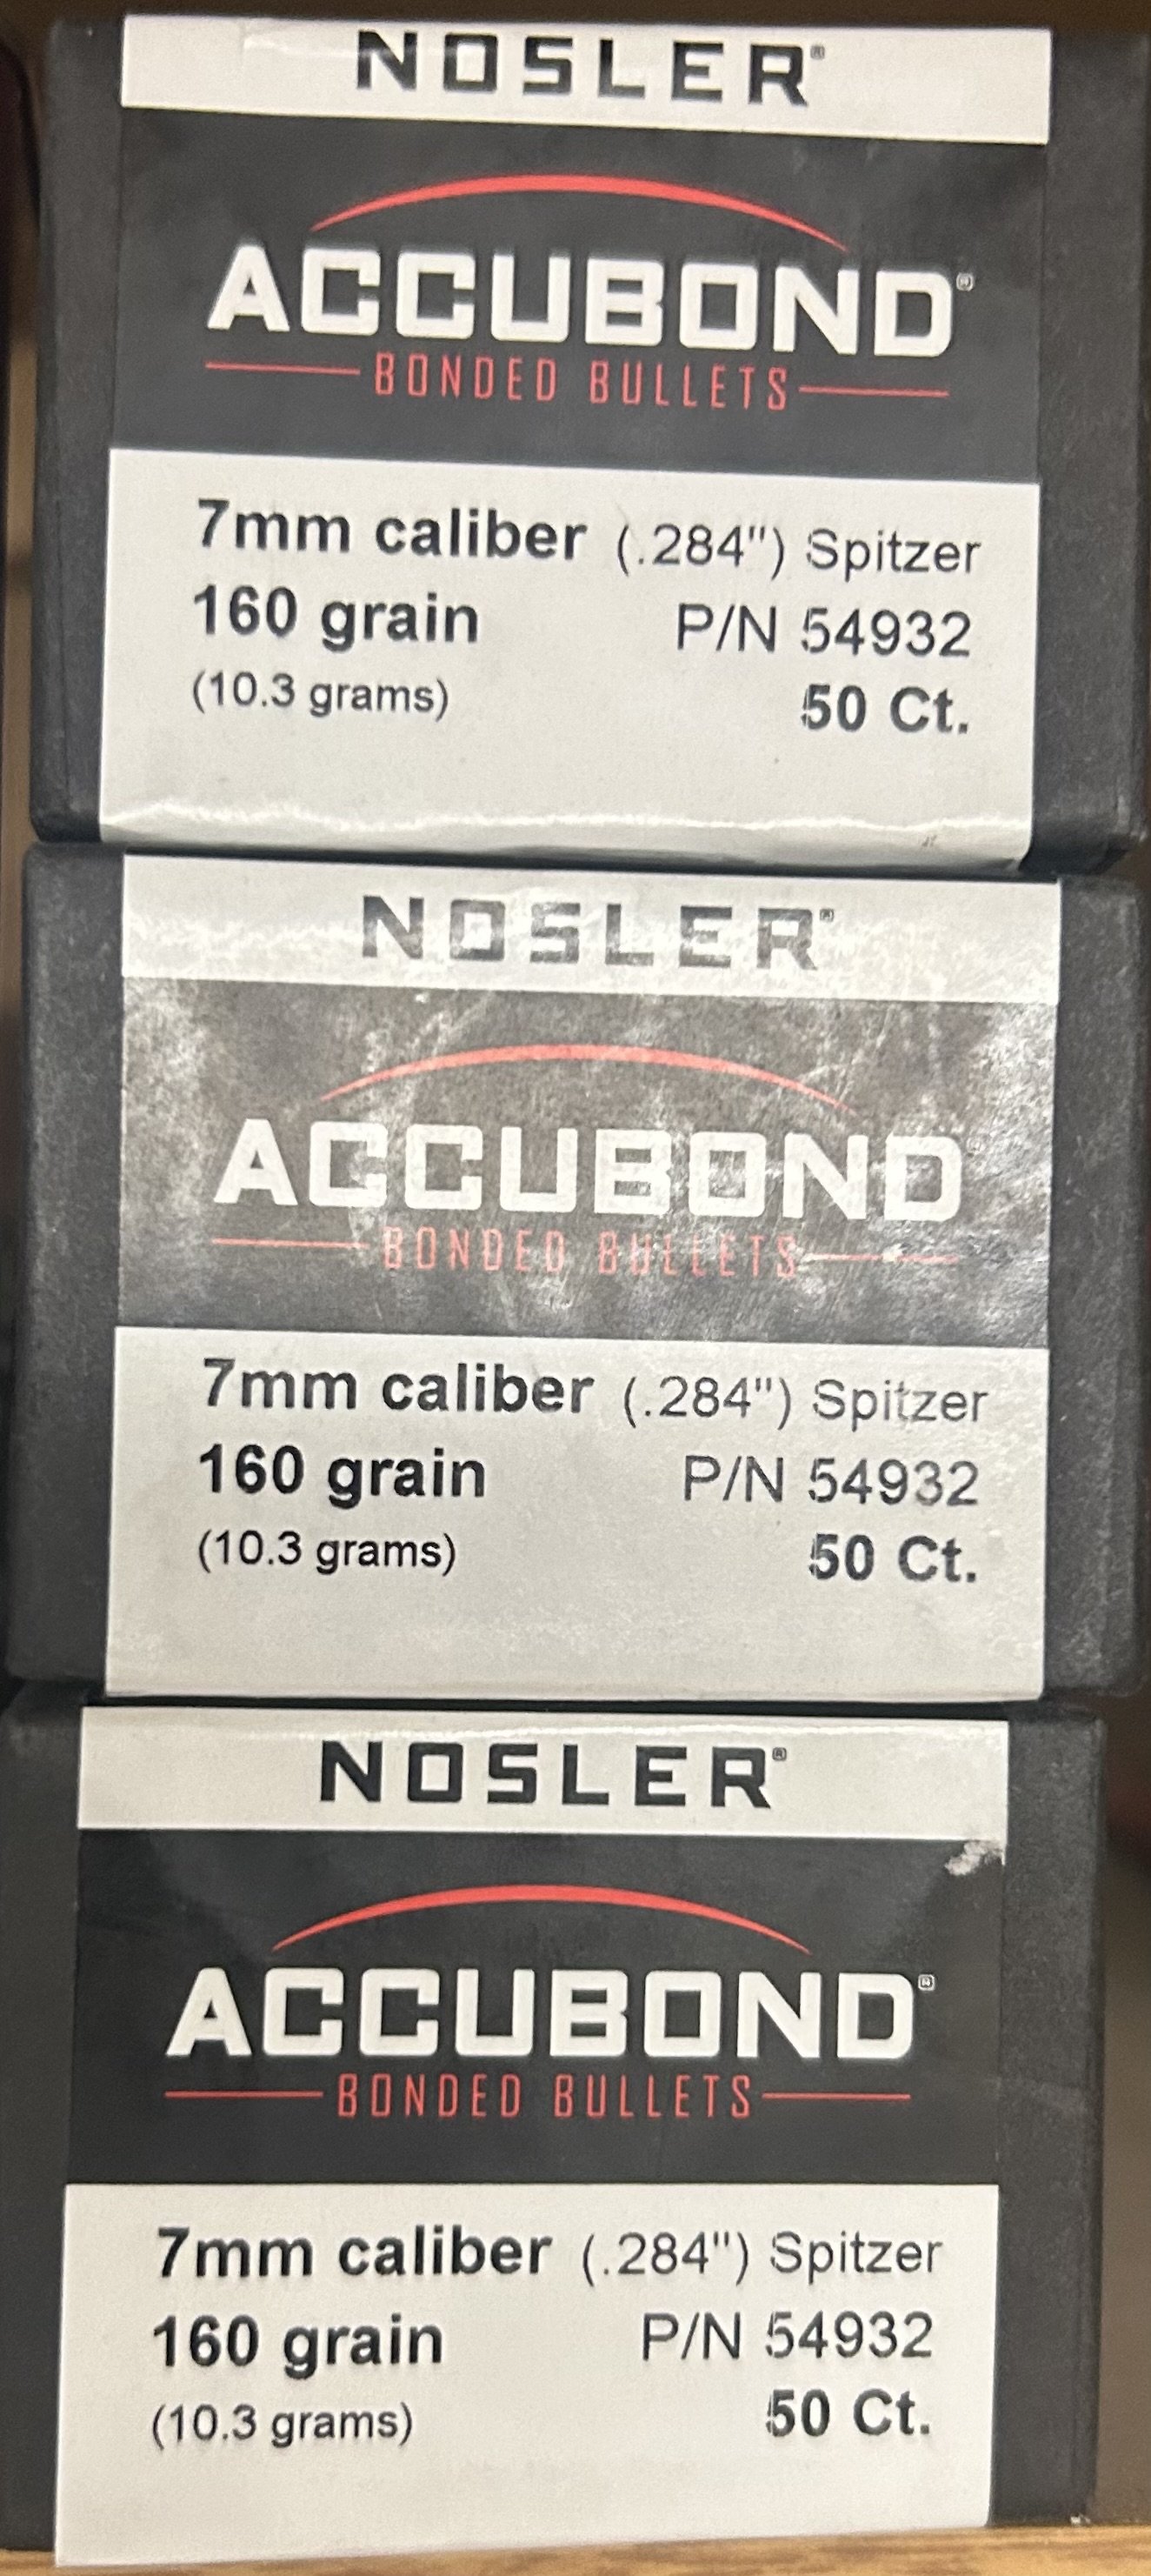 NOSLER®
ACCUBOND®
BONDED BULLETS
7mm caliber (.284") Spitzer
160 grain P/N 54932
(10.3 grams) 50 Ct.
NOSLER®
ACCUBOND®
BONDED BULLETS
7mm caliber (.284") Spitzer
160 grain P/N 54932
(10.3 grams) 50 Ct.
NOSLER®
ACCUBOND®
BONDED BULLETS
7mm caliber (.284") Spitzer
160 grain P/N 54932
(10.3 grams) 50 Ct.